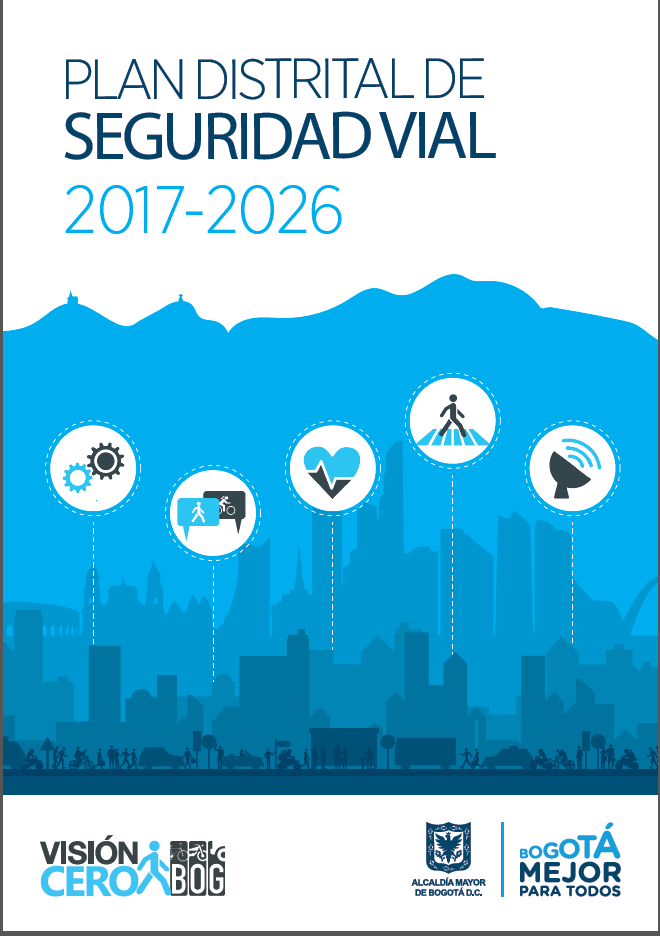 PLAN DISTRITAL DE
SEGURIDAD VIAL
2017-2026
VISIÓN
CERO BOG
ALCALDÍA MAYOR
DE BOGOTÁ D.C.
BOGOTÁ
MEJOR
PARA TODOS